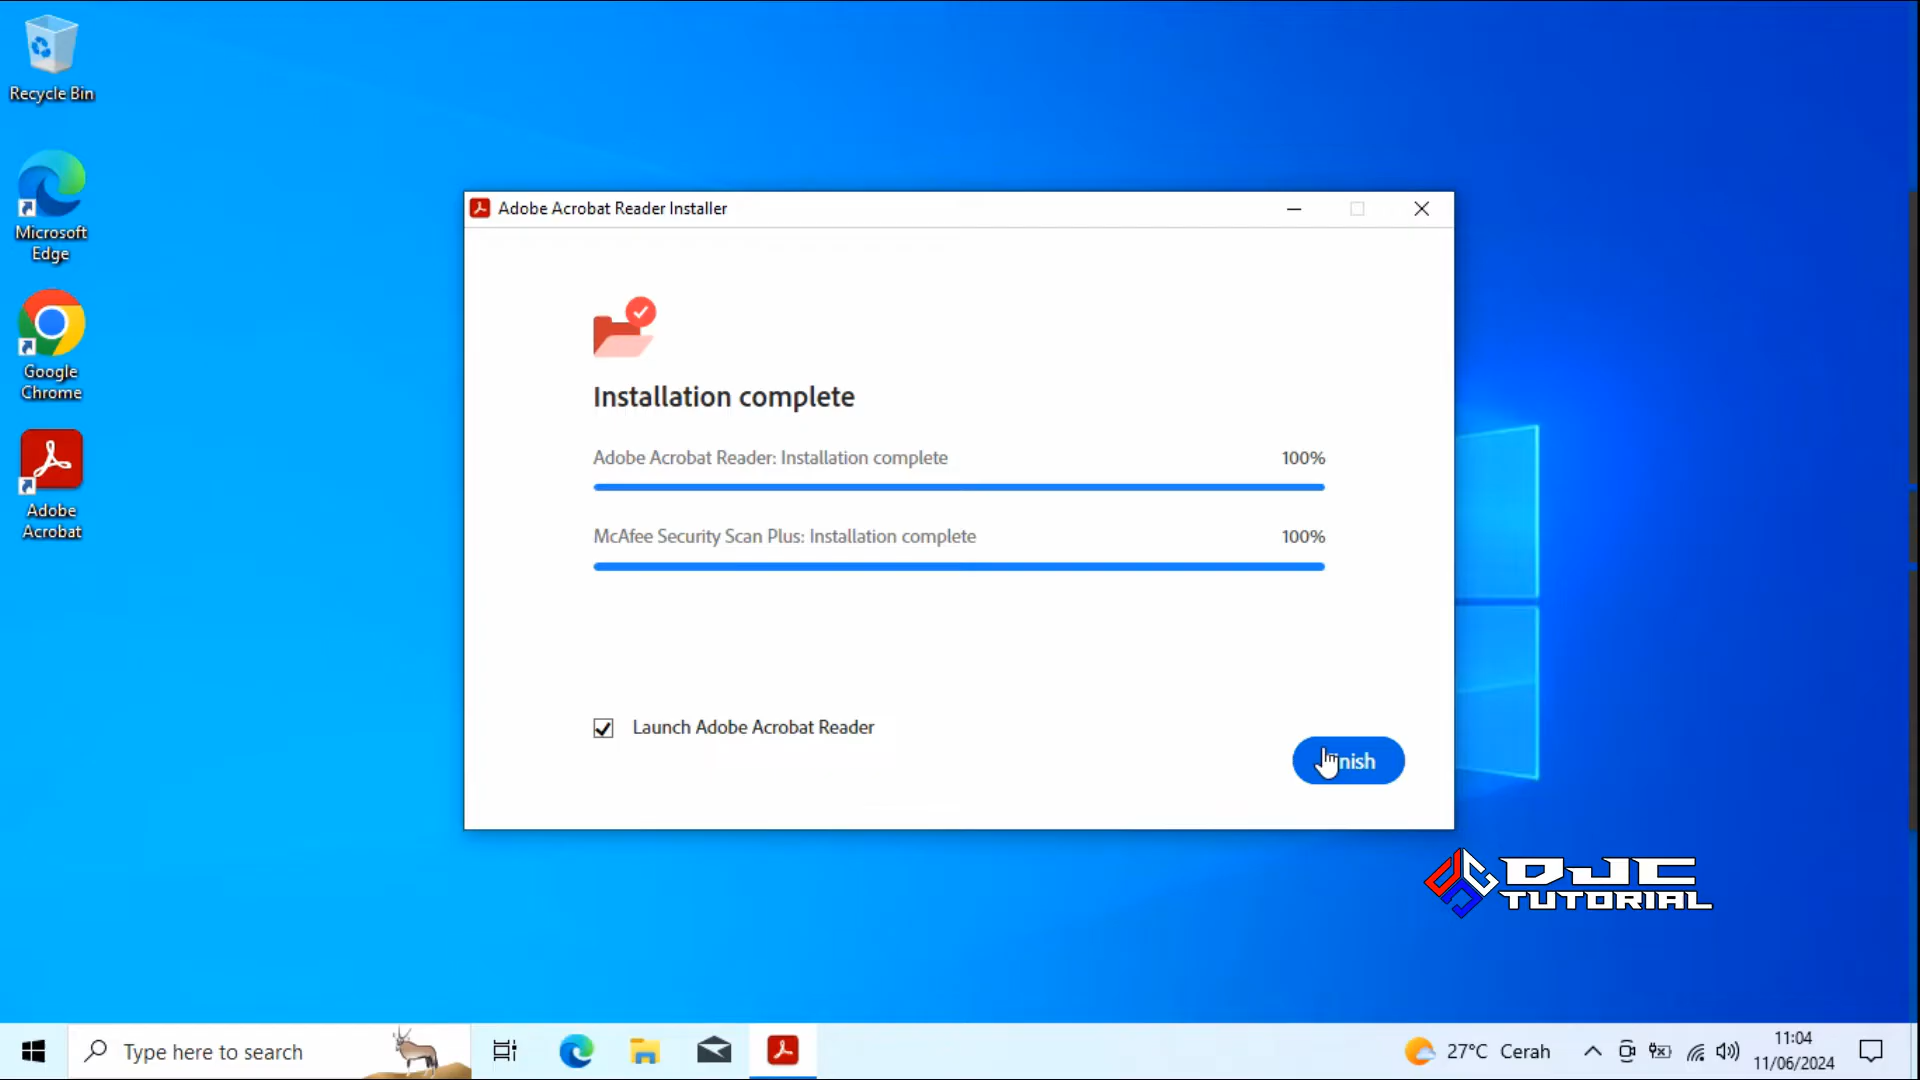 Recycle Bin
Microsoft
Edge
Google
Chrome
Adobe
Acrobat
Adobe Acrobat Reader Installer
Installation complete
Adobe Acrobat Reader: Installation complete 100%
McAfee Security Scan Plus: Installation complete 100%
Launch Adobe Acrobat Reader
nish
DJC
TUTORIAL
Type here to search
27°C Cerah
11:04
11/06/2024